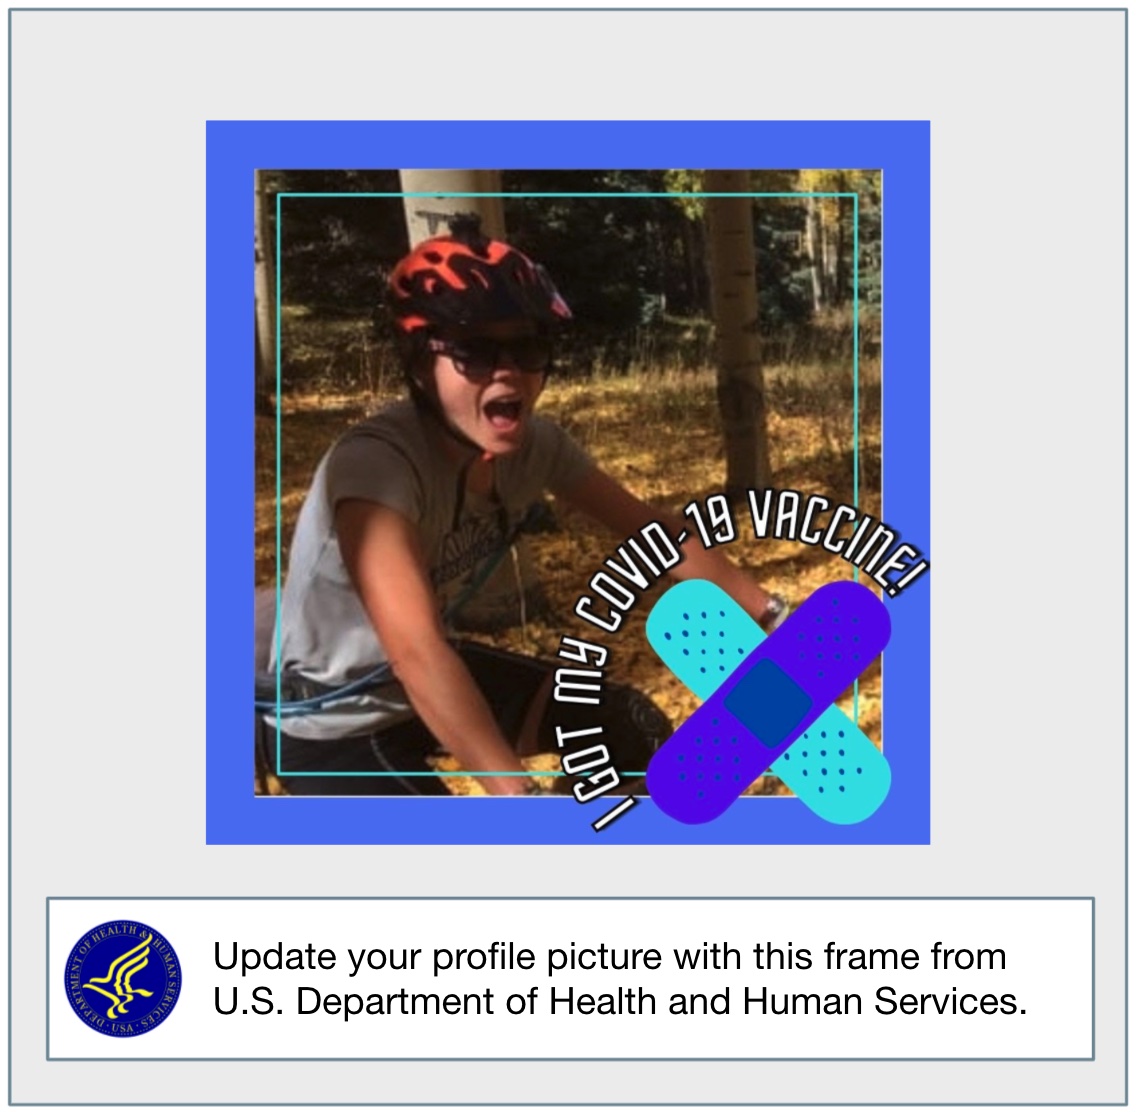 I GOT MY COVID-19 VACCINE!
DEPARTMENT OF HEALTH & HUMAN SERVICES · USA ·
Update your profile picture with this frame from
U.S. Department of Health and Human Services.